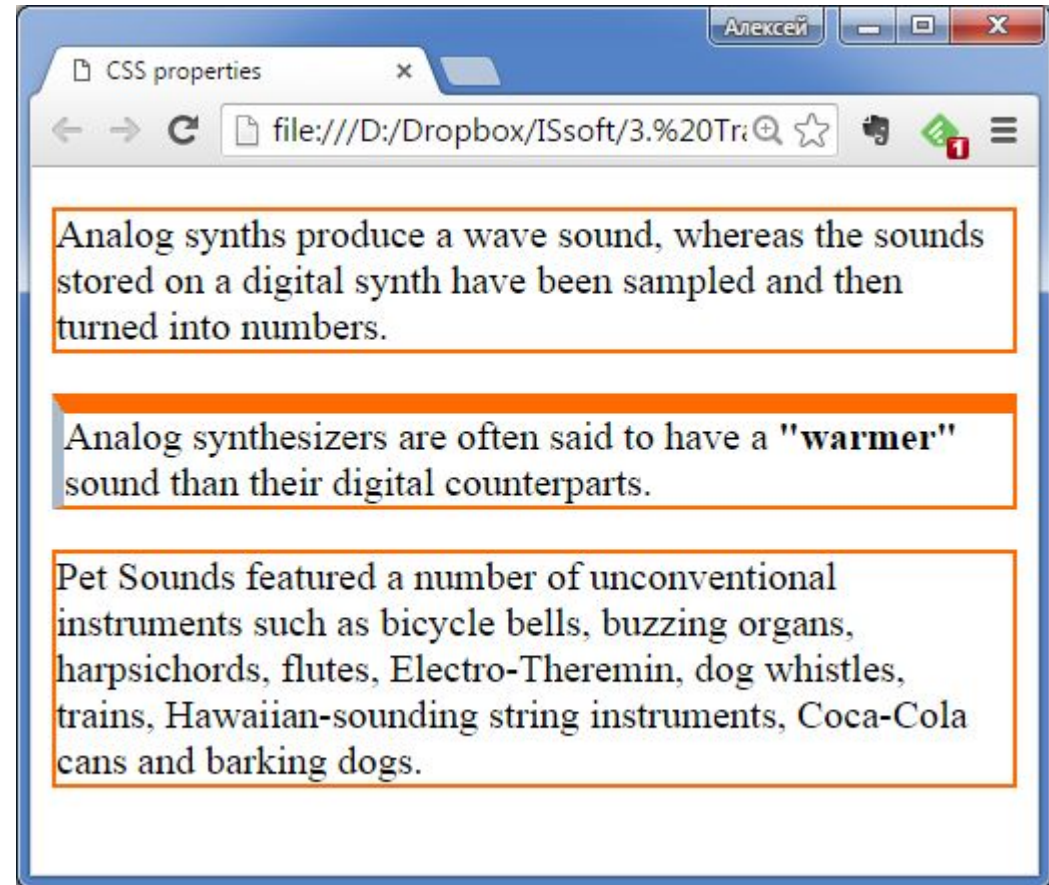 Алексей
CSS properties
file:///D:/Dropbox/ISsoft/3.%20Tra
1
Analog synths produce a wave sound, whereas the sounds
stored on a digital synth have been sampled and then
turned into numbers.
Analog synthesizers are often said to have a "warmer"
sound than their digital counterparts.
Pet Sounds featured a number of unconventional
instruments such as bicycle bells, buzzing organs,
harpsichords, flutes, Electro-Theremin, dog whistles,
trains, Hawaiian-sounding string instruments, Coca-Cola
cans and barking dogs.